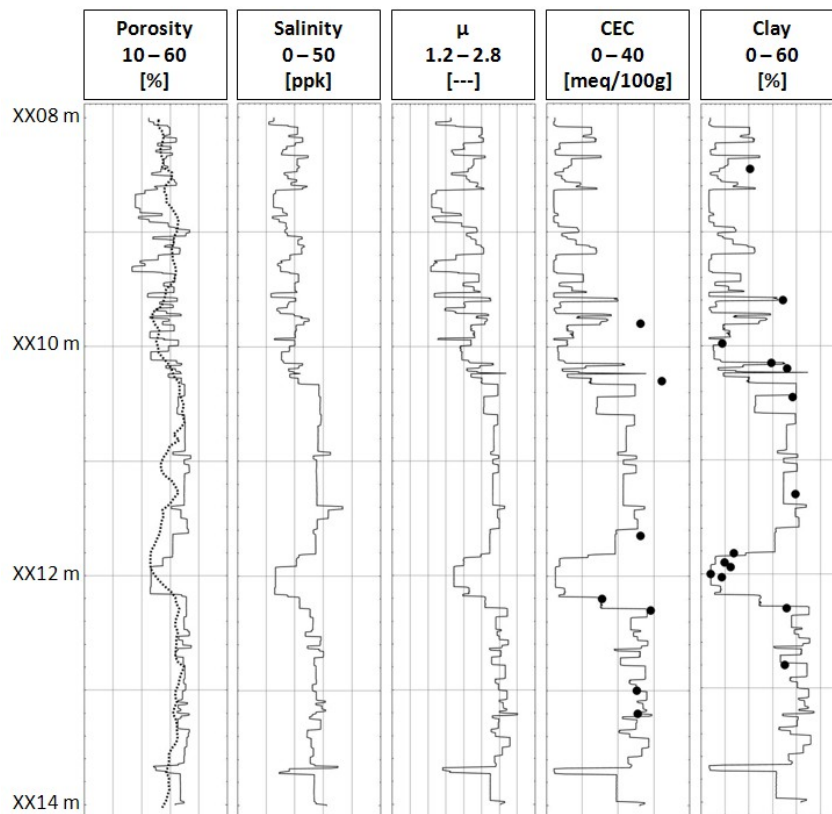 Porosity
10 – 60
[%]
Salinity
0 – 50
[ppk]
μ
1.2 – 2.8
[---]
CEC
0 – 40
[meq/100g]
Clay
0 – 60
[%]
XX08 m
XX10 m
XX12 m
XX14 m